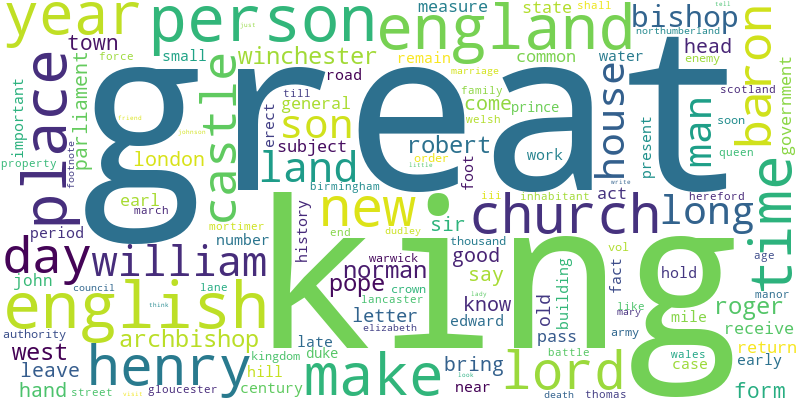 year person england measure state shall tell
just northumberland
bishop
town small winchester force road remain common water head baron
important place parliament castle great house man enemy government
marriage family scotland
general come prince welsh
till erect
friend johnson son
property footnote london subject land robert order little work present soon queen
foot
earl birmingham iii inhabitant write act hereford
march mortimer new sir church long time
period number history end dudley thousand vol age
day william norman good say king fact hold manor
john council lane warwick pope know old building like mary mile roger
crown
english think lancaster letter edward army receive
authority archbishop elizabeth lady pass
west late bring battle wales case return
leave henry kingdom duke make near look lord early
hill
hand street gloucester century visit death thomas form